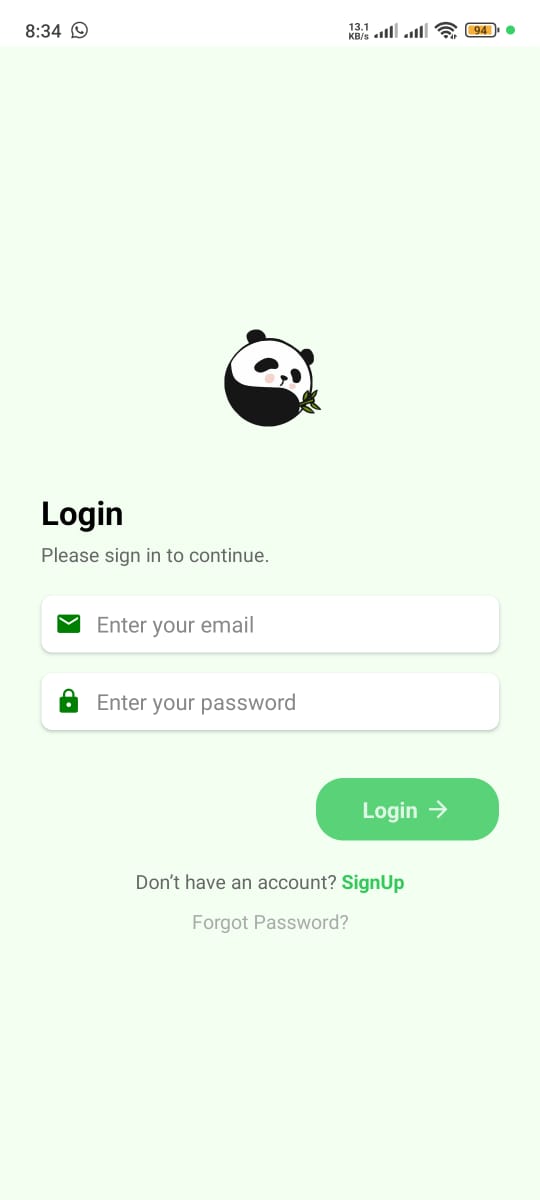 8:34
13.1
KB/s
94
Login
Please sign in to continue.
Enter your email
Enter your password
Login →
Don't have an account? SignUp
Forgot Password?